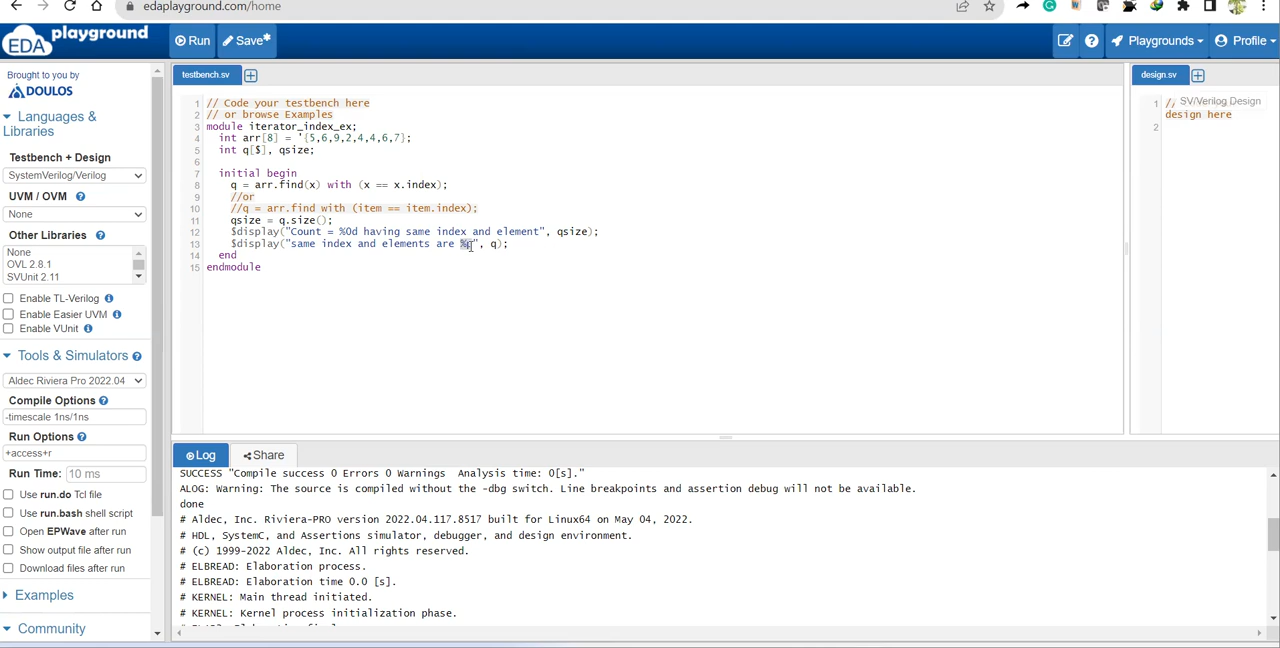 edaplayground.com/home
EDA playground
Run
Save*
Playgrounds
Profile
Brought to you by
DOULOS
Languages & Libraries
Testbench + Design
SystemVerilog/Verilog
UVM / OVM
None
Other Libraries
None
OVL 2.8.1
SVUnit 2.11
Enable TL-Verilog
Enable Easier UVM
Enable VUnit
Tools & Simulators
Aldec Riviera Pro 2022.04
Compile Options
-timescale 1ns/1ns
Run Options
+access+r
Run Time: 10 ms
Use run.do Tcl file
Use run.bash shell script
Open EPWave after run
Show output file after run
Download files after run
Examples
Community
testbench.sv
1 // Code your testbench here
2 // or browse Examples
3 module iterator_index_ex;
4 int arr[8] = '{5,6,9,2,4,4,6,7};
5 int q[$], qsize;
6
7 initial begin
8 q = arr.find(x) with (x == x.index);
9 //or
10 //q = arr.find with (item == item.index);
11 qsize = q.size();
12 $display("Count = %0d having same index and element", qsize);
13 $display("same index and elements are %p", q);
14 end
15 endmodule
design.sv
SV/Verilog Design
1 //
design here
2
Log
Share
SUCCESS "Compile success 0 Errors 0 Warnings Analysis time: 0[s]."
ALOG: Warning: The source is compiled without the -dbg switch. Line breakpoints and assertion debug will not be available.
done
# Aldec, Inc. Riviera-PRO version 2022.04.117.8517 built for Linux64 on May 04, 2022.
# HDL, SystemC, and Assertions simulator, debugger, and design environment.
# (c) 1999-2022 Aldec, Inc. All rights reserved.
# ELBREAD: Elaboration process.
# ELBREAD: Elaboration time 0.0 [s].
# KERNEL: Main thread initiated.
# KERNEL: Kernel process initialization phase.